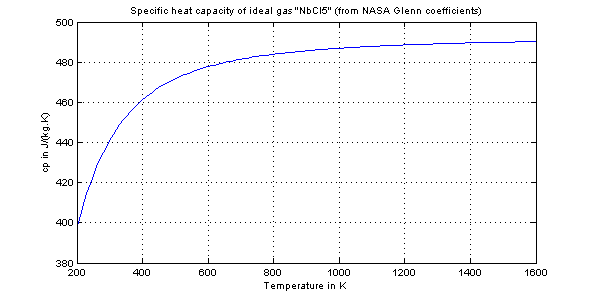 Specific heat capacity of ideal gas "NbCl5" (from NASA Glenn coefficients)
500
480
460
440
420
400
380
cp in J/(kg.K)
200 400 600 800 1000 1200 1400 1600
Temperature in K